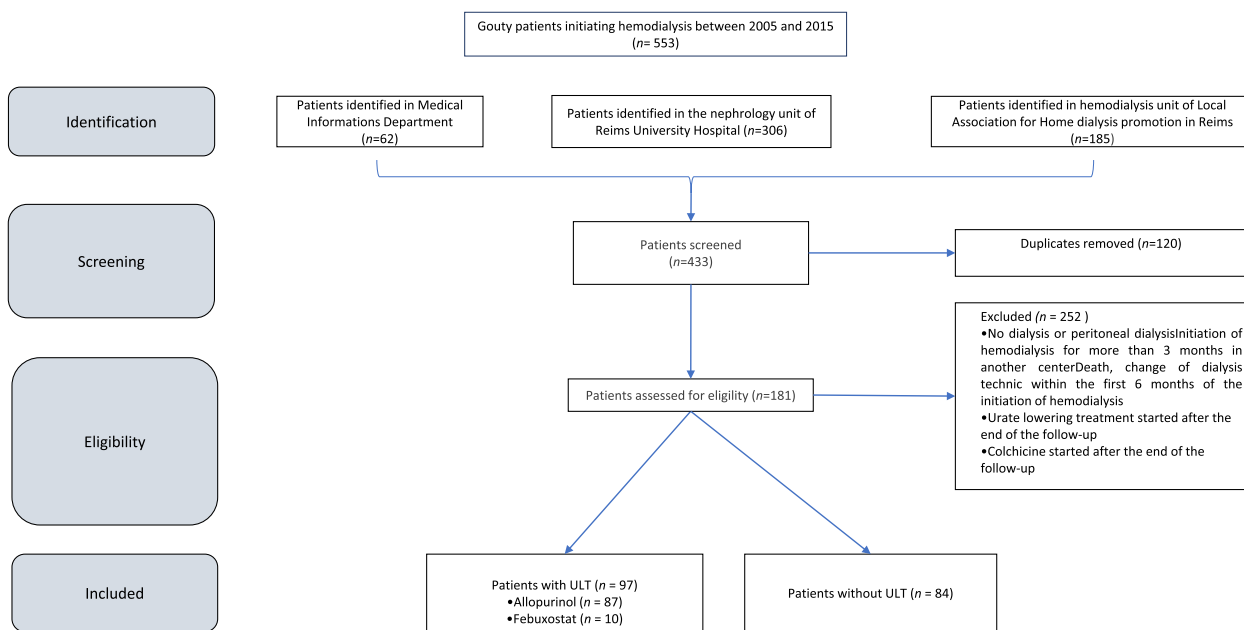 Gouty patients initiating hemodialysis between 2005 and 2015
(n= 553)
Identification
Patients identified in Medical
Informations Department
(n=62)
Patients identified in the nephrology unit of
Reims University Hospital (n=306)
Patients identified in hemodialysis unit of Local
Association for Home dialysis promotion in Reims
(n=185)
Screening
Patients screened
(n=433)
Duplicates removed (n=120)
Eligibility
Patients assessed for eligility (n=181)
Excluded (n = 252 )
•No dialysis or peritoneal dialysisInitiation of
hemodialysis for more than 3 months in
another centerDeath, change of dialysis
technic within the first 6 months of the
initiation of hemodialysis
•Urate lowering treatment started after the
end of the follow-up
•Colchicine started after the end of the
follow-up
Included
Patients with ULT (n = 97)
•Allopurinol (n = 87)
•Febuxostat (n = 10)
Patients without ULT (n = 84)